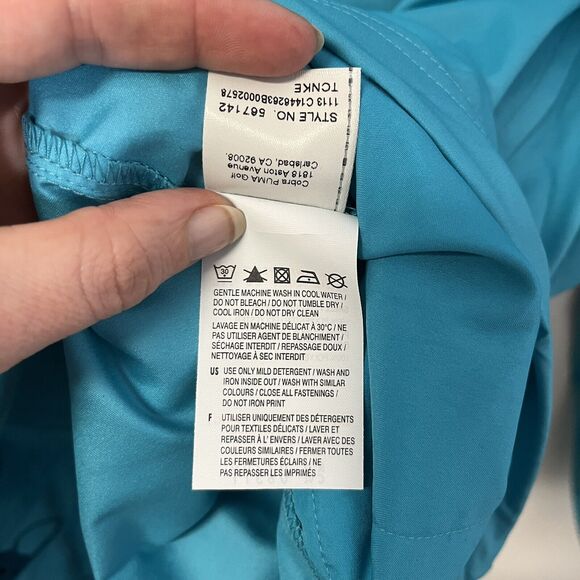 Cobra PUMA Golf
1818 Aston Avenue
Carlsbad, CA 92008.
STYLE NO. 567142
1113 C1446263B0002578
TCNKE
30
GENTLE MACHINE WASH IN COOL WATER /
DO NOT BLEACH / DO NOT TUMBLE DRY /
COOL IRON / DO NOT DRY CLEAN
LAVAGE EN MACHINE DÉLICAT À 30°C / NE
PAS UTILISER AGENT DE BLANCHIMENT /
SÉCHAGE INTERDIT / REPASSAGE DOUX /
NETTOYAGE À SEC INTERDIT
US USE ONLY MILD DETERGENT / WASH AND
IRON INSIDE OUT / WASH WITH SIMILAR
COLOURS / CLOSE ALL FASTENINGS /
DO NOT IRON PRINT
F UTILISER UNIQUEMENT DES DÉTERGENTS
POUR TEXTILES DÉLICATS / LAVER ET
REPASSER À L' ENVERS / LAVER AVEC DES
COULEURS SIMILAIRES / FERMER TOUTES
LES FERMETURES ÉCLAIRS / NE
PAS REPASSER LES IMPRIMÉS